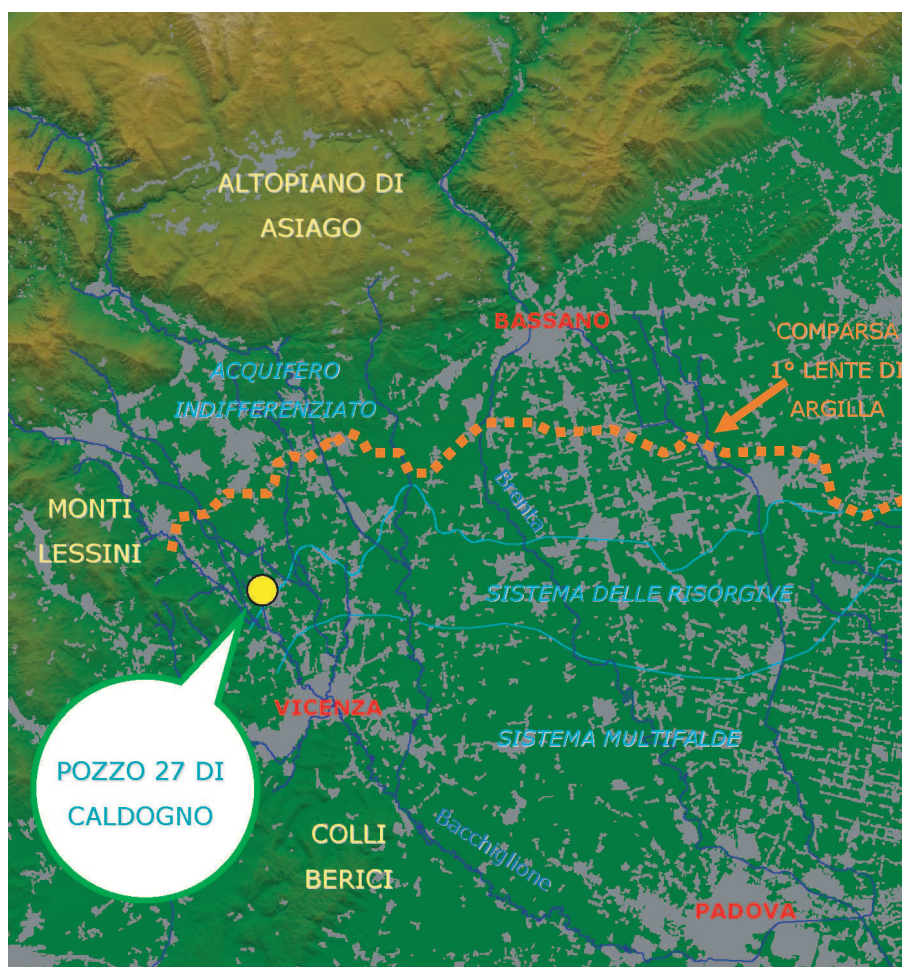 ALTOPIANO DI
ASIAGO
BASSANO
COMPARSA
1° LENTE DI
ARGILLA
ACQUIFERO
INDIFFERENZIATO
MONTI
LESSINI
Brenta
SISTEMA DELLE RISORGIVE
VICENZA
SISTEMA MULTIFALDE
POZZO 27 DI
CALDOGNO
COLLI
BERICI
Bacchiglione
PADOVA